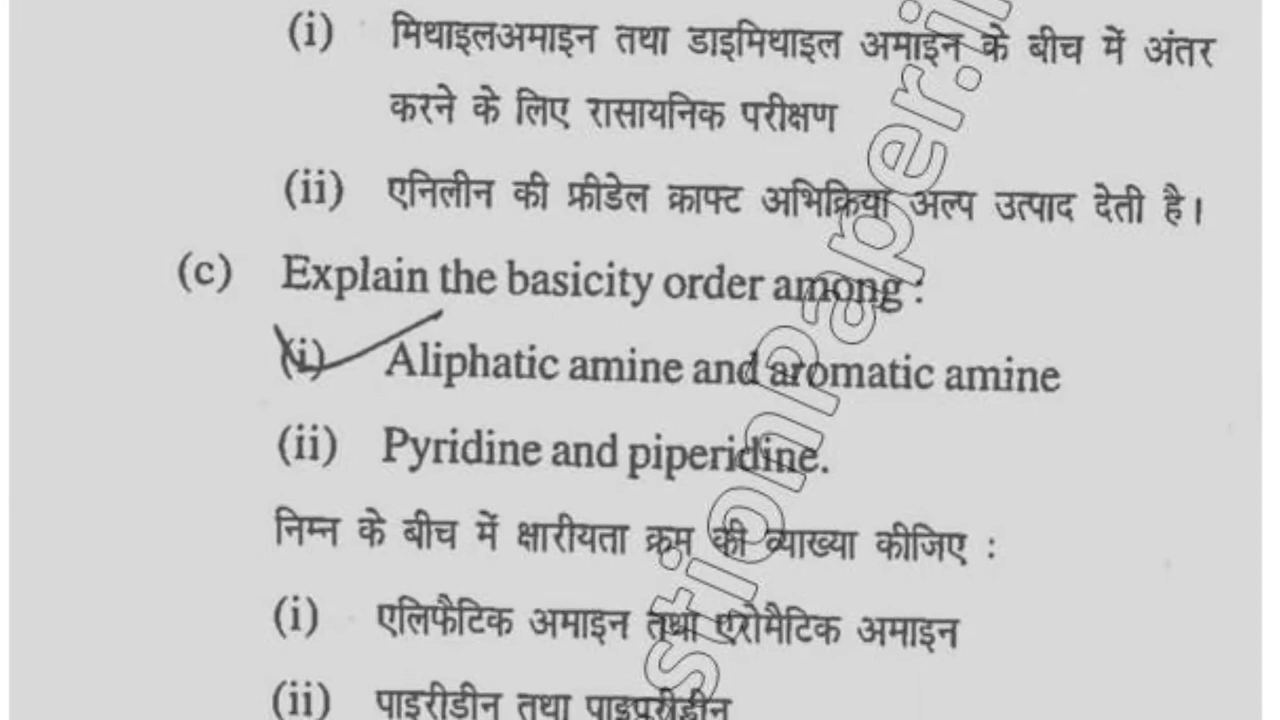 (i) मिथाइलअमाइन तथा डाइमिथाइल अमाइन के बीच में अंतर
करने के लिए रासायनिक परीक्षण
(ii) एनिलीन की फ्रीडेल क्राफ्ट अभिक्रिया अल्प उत्पाद देती है।
(c) Explain the basicity order among :
(i) Aliphatic amine and aromatic amine
(ii) Pyridine and piperidine.
निम्न के बीच में क्षारीयता क्रम की व्याख्या कीजिए :
(i) एलिफैटिक अमाइन तथा एरोमैटिक अमाइन
(ii) पाइरीडीन तथा पाइपरीडीन
stionpaper.i